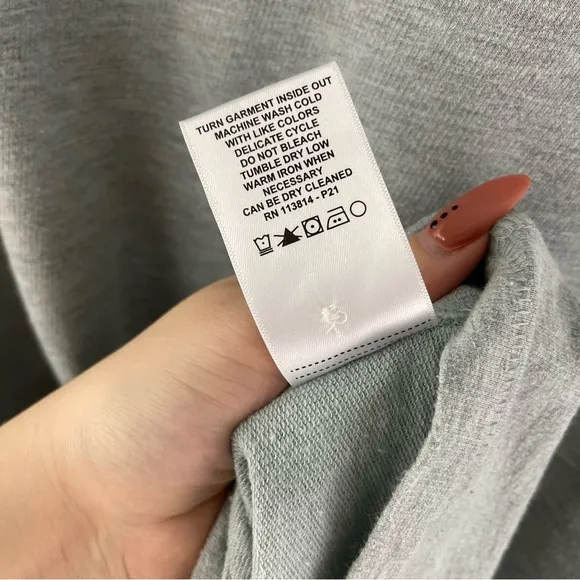 TURN GARMENT INSIDE OUT
MACHINE WASH COLD
WITH LIKE COLORS
DELICATE CYCLE
DO NOT BLEACH
TUMBLE DRY LOW
WARM IRON WHEN
NECESSARY
CAN BE DRY CLEANED
RN 113814 - P21